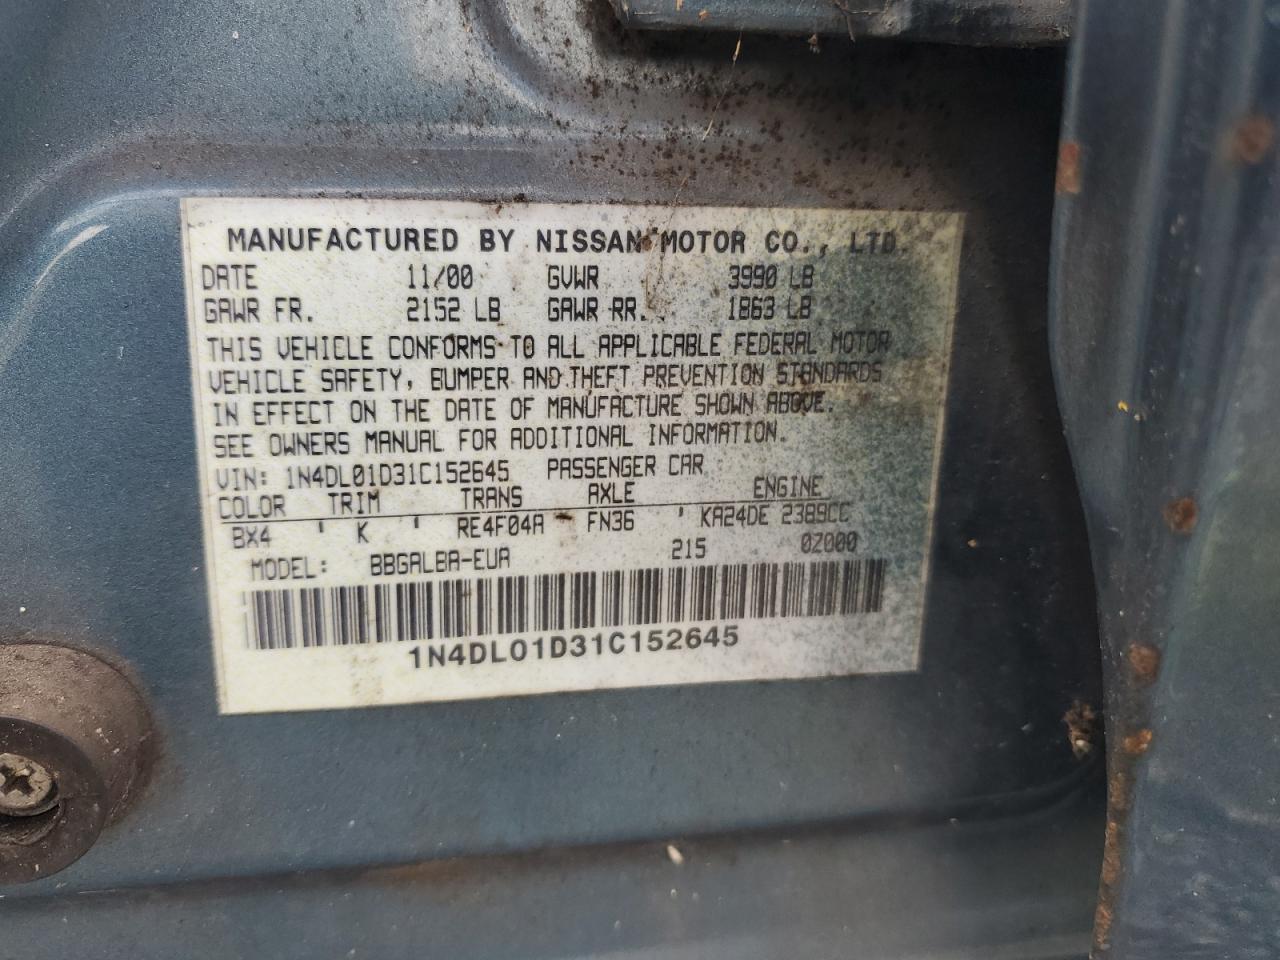 MANUFACTURED BY NISSAN MOTOR CO., LTD.
DATE 11/00 GVWR 3990 LB
GAWR FR. 2152 LB GAWR RR. 1863 LB
THIS VEHICLE CONFORMS TO ALL APPLICABLE FEDERAL MOTOR
VEHICLE SAFETY, BUMPER AND THEFT PREVENTION STANDARDS
IN EFFECT ON THE DATE OF MANUFACTURE SHOWN ABOVE.
SEE OWNERS MANUAL FOR ADDITIONAL INFORMATION.
VIN: 1N4DL01D31C152645 PASSENGER CAR
COLOR TRIM TRANS AXLE ENGINE
BX4 ' K ' RE4F04A FN36 ' KA24DE 2389CC
MODEL: BBGALBA-EUA 215 0Z000
1N4DL01D31C152645